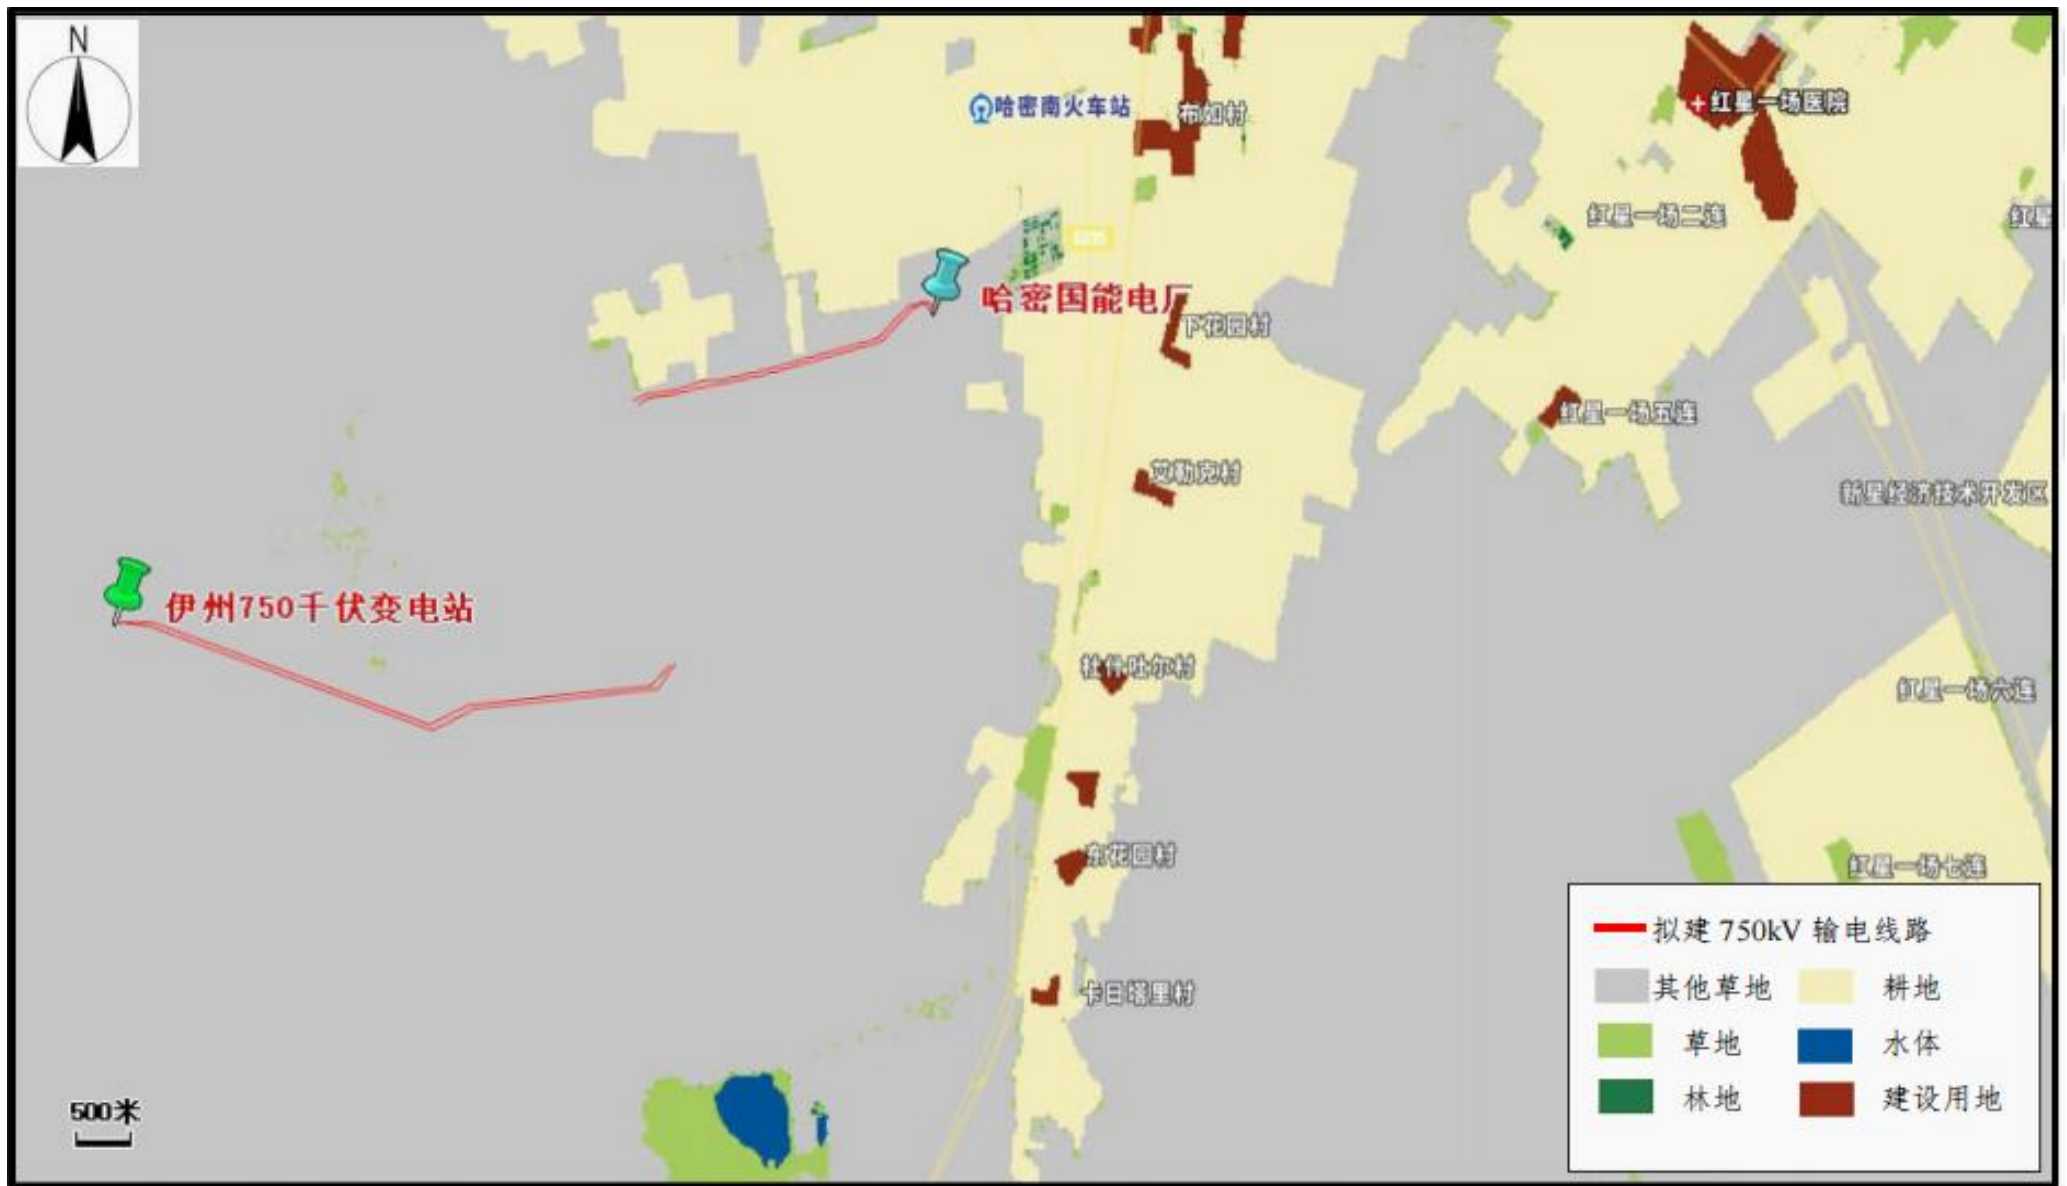 N
哈密南火车站
布如村
红星一场医院
红星一场二连
红星
S235
哈密国能电厂
下花园村
红星一场五连
艾勒克村
新星经济技术开发区
伊州750千伏变电站
杜什吐尔村
红星一场六连
东花园村
红星一场七连
卡日塔里村
500米
拟建 750kV 输电线路
其他草地
耕地
草地
水体
林地
建设用地